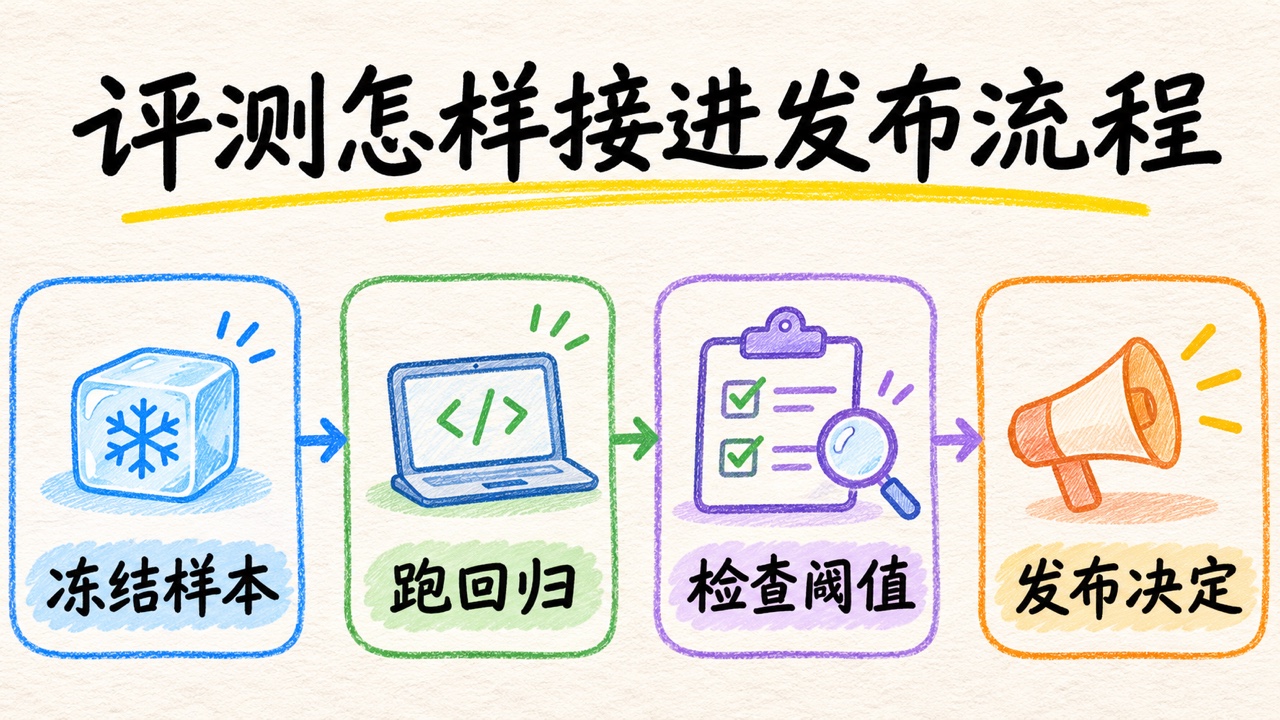 评测怎样接进发布流程
</>
冻结样本
跑回归
检查阈值
发布决定